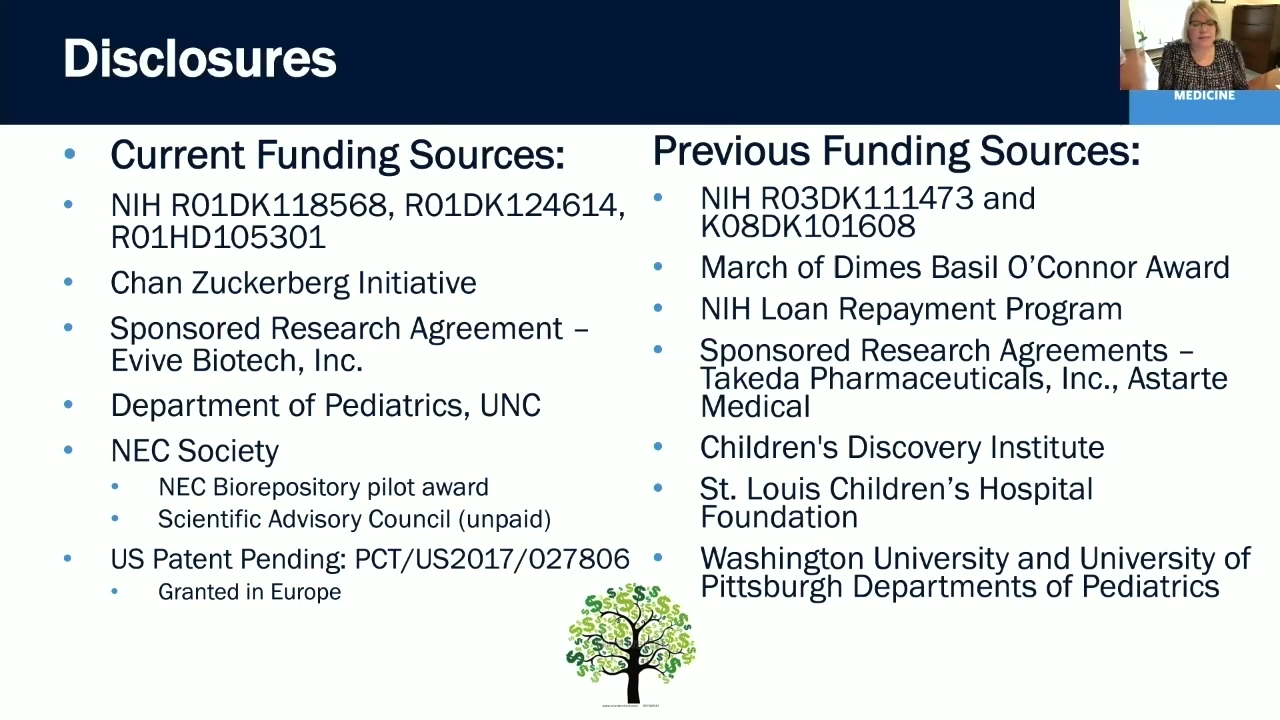 Disclosures
MEDICINE
• Current Funding Sources:
• NIH R01DK118568, R01DK124614,
R01HD105301
• Chan Zuckerberg Initiative
• Sponsored Research Agreement –
Evive Biotech, Inc.
• Department of Pediatrics, UNC
• NEC Society
• NEC Biorepository pilot award
• Scientific Advisory Council (unpaid)
• US Patent Pending: PCT/US2017/027806
• Granted in Europe
Previous Funding Sources:
• NIH R03DK111473 and
K08DK101608
• March of Dimes Basil O’Connor Award
• NIH Loan Repayment Program
• Sponsored Research Agreements –
Takeda Pharmaceuticals, Inc., Astarte
Medical
• Children's Discovery Institute
• St. Louis Children’s Hospital
Foundation
• Washington University and University of
Pittsburgh Departments of Pediatrics